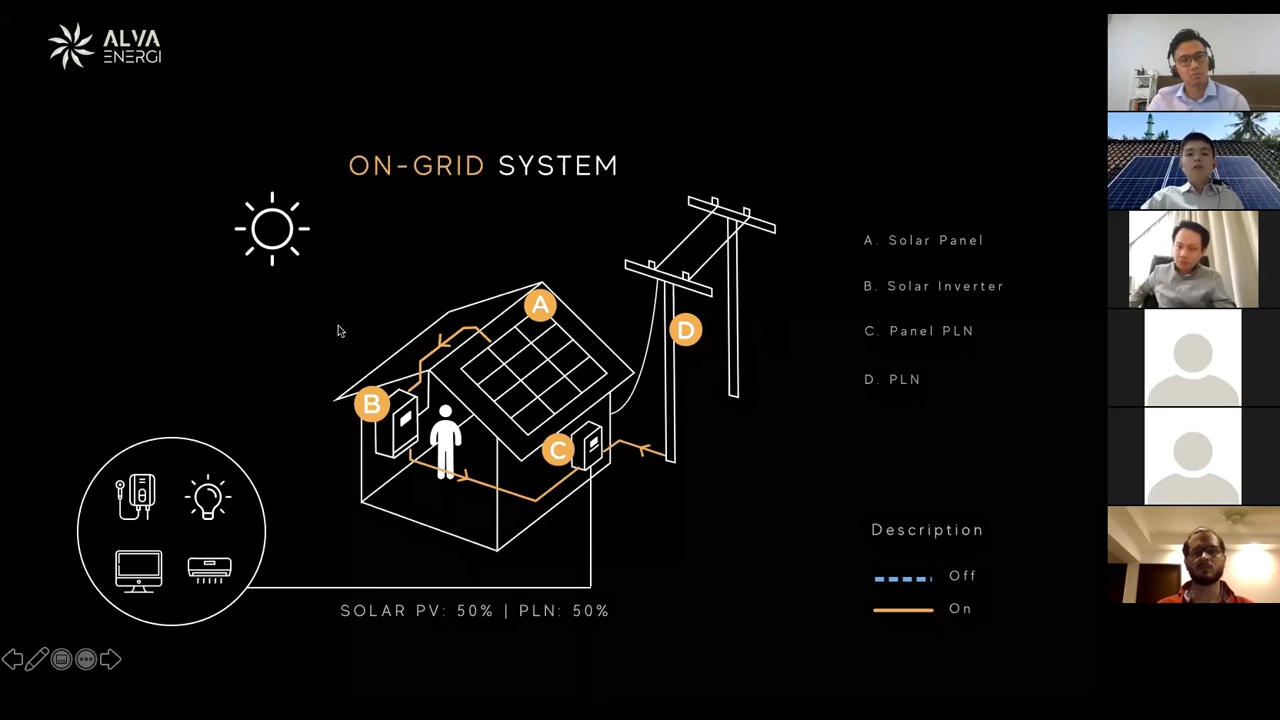 ALVA
ENERGI
ON-GRID SYSTEM
A
B
C
D
A. Solar Panel
B. Solar Inverter
C. Panel PLN
D. PLN
Description
Off
On
SOLAR PV: 50% | PLN: 50%